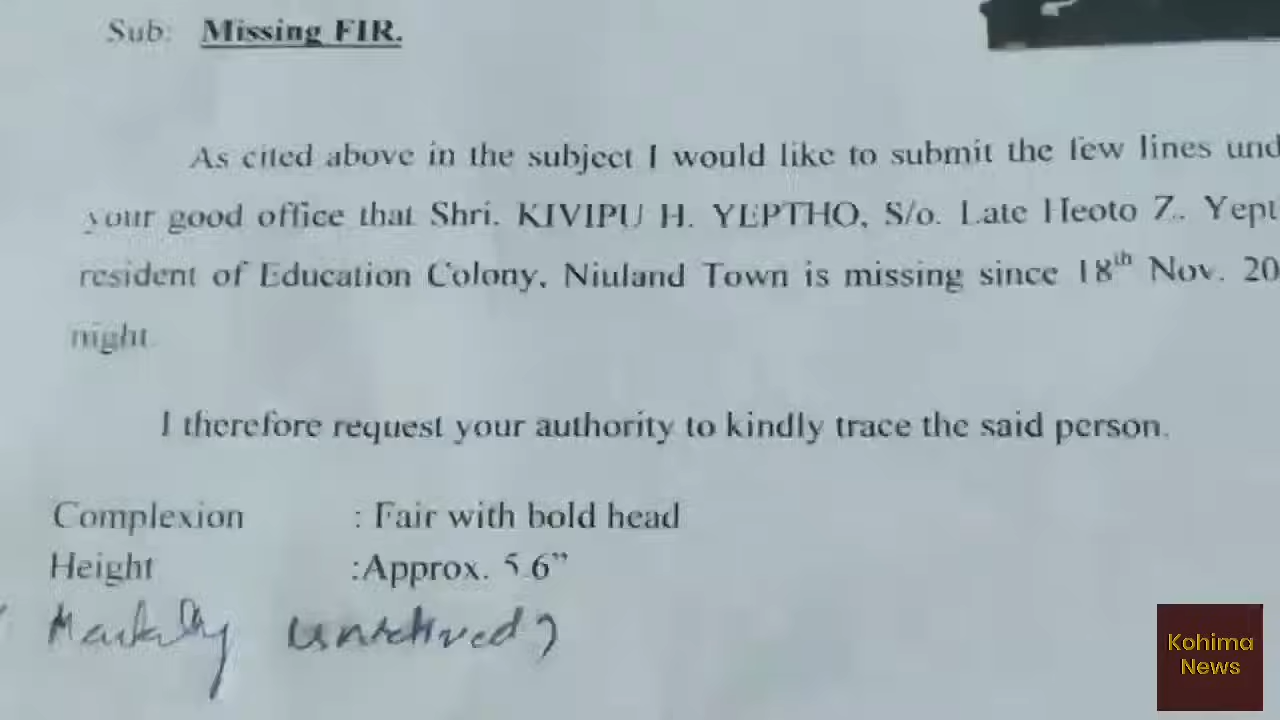 Sub: Missing FIR.
As cited above in the subject I would like to submit the few lines und
your good office that Shri. KIVIPU H. YEPTHO, S/o. Late Heoto Z. Yept
resident of Education Colony, Niuland Town is missing since 18th Nov. 20
night.
I therefore request your authority to kindly trace the said person.
Complexion : Fair with bold head
Height :Approx. 5.6”
Kohima
News